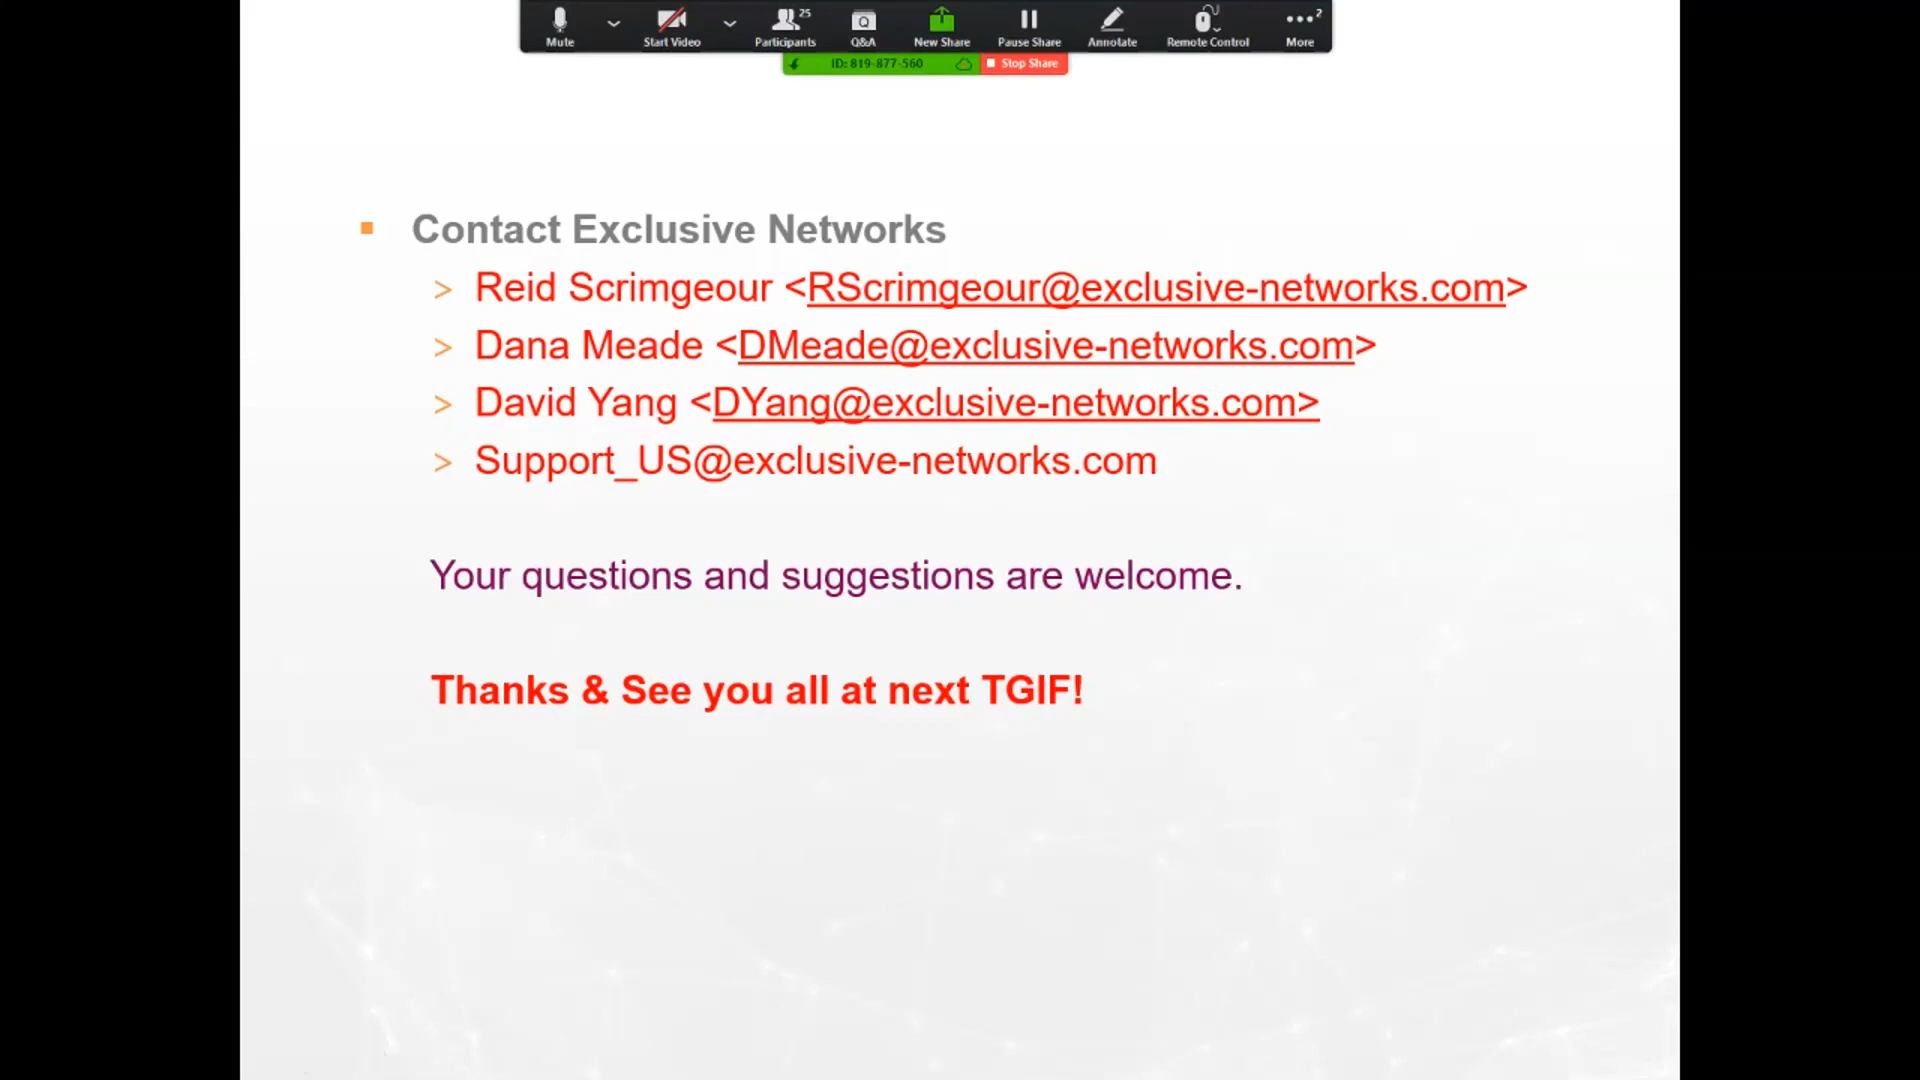 Mute Start Video Participants 25 Q&A New Share Pause Share Annotate Remote Control More 2
ID: 819-877-560 Stop Share
▪ Contact Exclusive Networks
> Reid Scrimgeour <RScrimgeour@exclusive-networks.com>
> Dana Meade <DMeade@exclusive-networks.com>
> David Yang <DYang@exclusive-networks.com>
> Support_US@exclusive-networks.com
Your questions and suggestions are welcome.
Thanks & See you all at next TGIF!